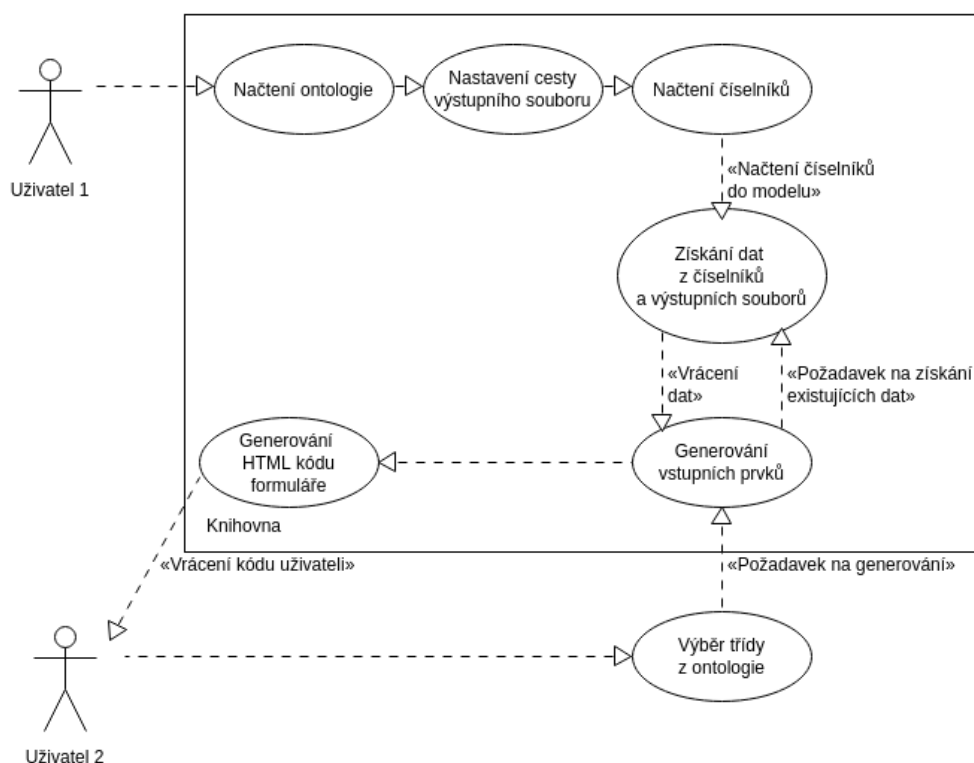 Uživatel 1
Načtení ontologie
Nastavení cesty
výstupního souboru
Načtení číselníků
«Načtení číselníků
do modelu»
Získání dat
z číselníků
a výstupních souborů
«Vrácení
dat»
«Požadavek na získání
existujících dat»
Generování
HTML kódu
formuláře
Generování
vstupních prvků
Knihovna
«Vrácení kódu uživateli»
«Požadavek na generování»
Výběr třídy
z ontologie
Uživatel 2